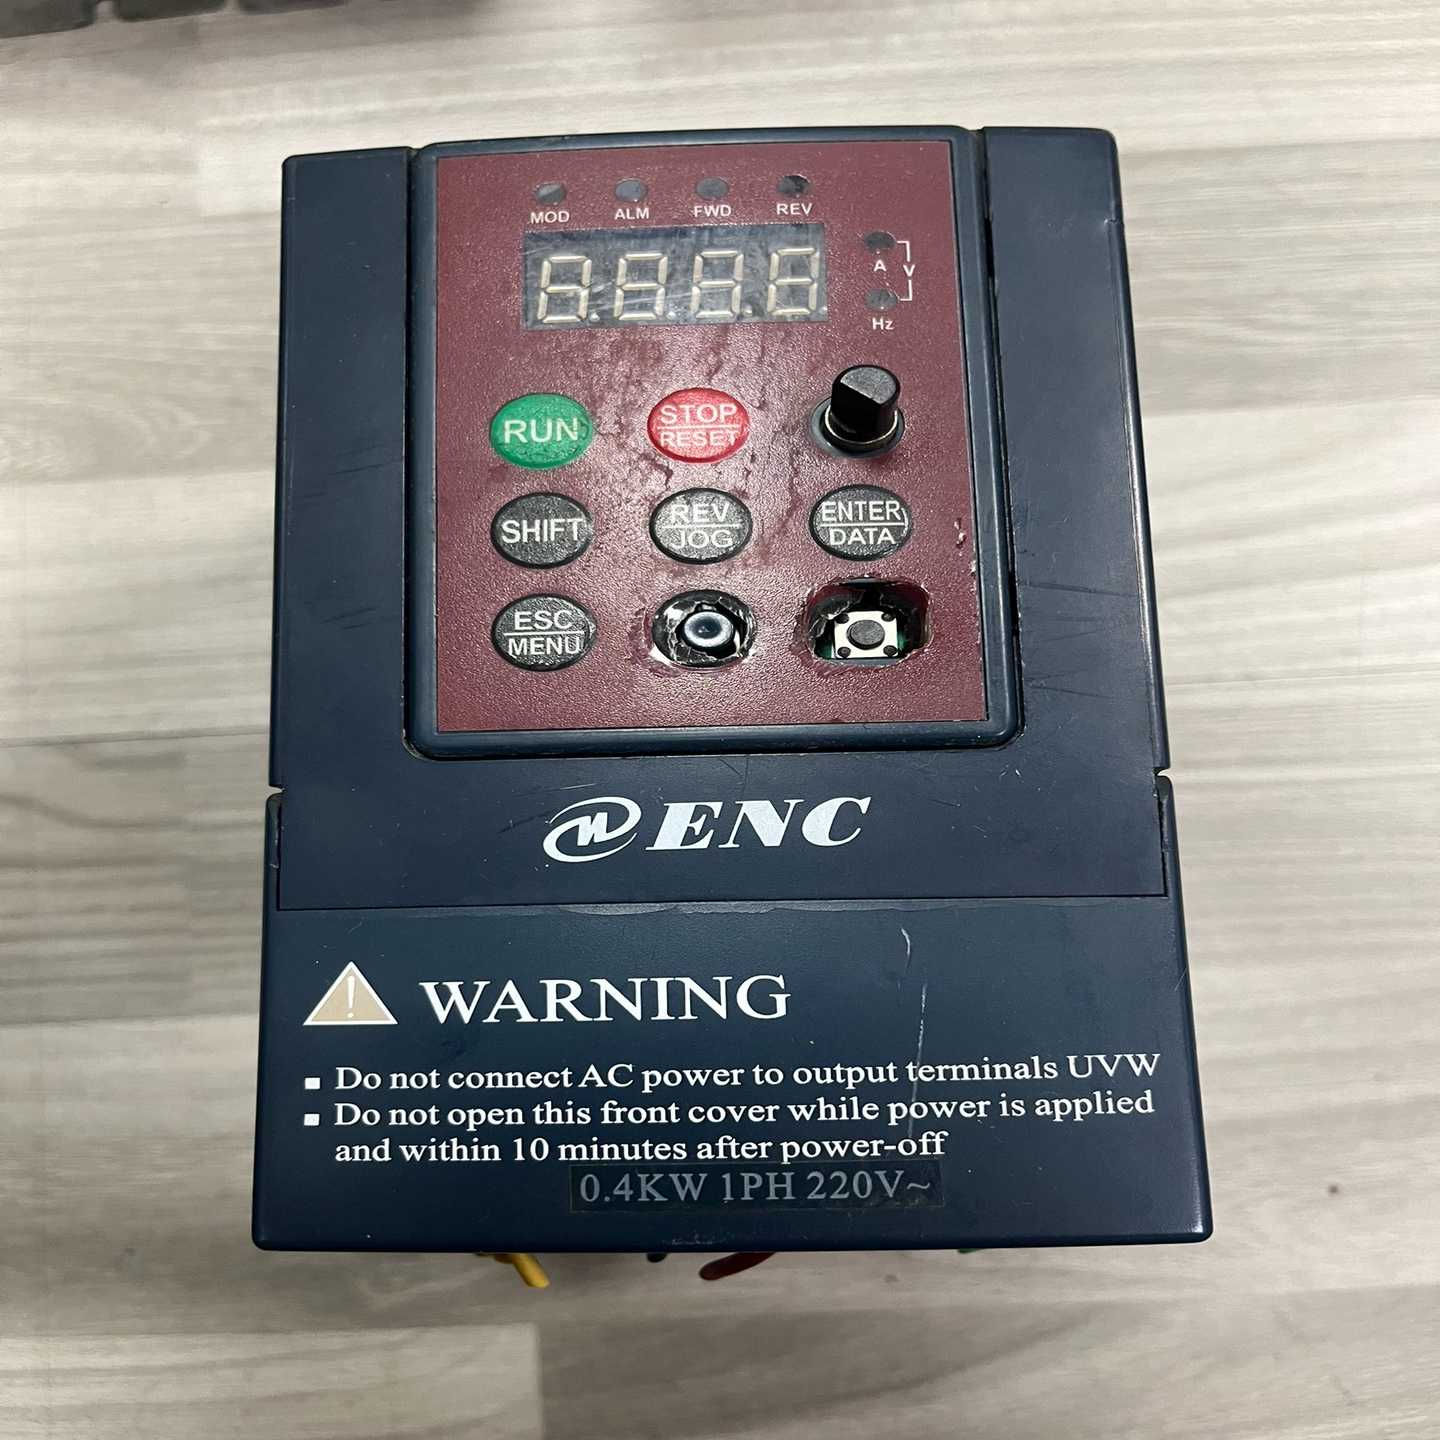 MOD ALM FWD REV
A
V
Hz
RUN
STOP
RESET
SHIFT
REV
JOG
ENTER
DATA
ESC
MENU
ENC
WARNING
Do not connect AC power to output terminals UVW
Do not open this front cover while power is applied
and within 10 minutes after power-off
0.4KW 1PH 220V~